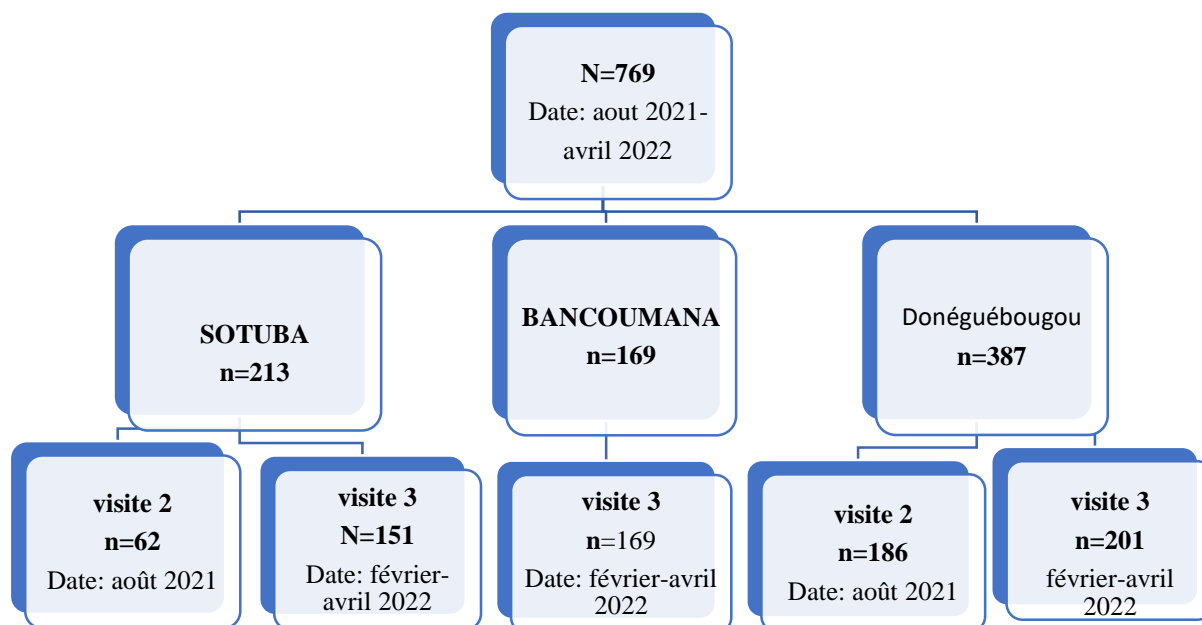 N=769
Date: aout 2021-
avril 2022
SOTUBA
n=213
BANCOUMANA
n=169
Donéguébougou
n=387
visite 2
n=62
Date: août 2021
visite 3
N=151
Date: février-
avril 2022
visite 3
n=169
Date: février-avril
2022
visite 2
n=186
Date: août 2021
visite 3
n=201
février-avril
2022